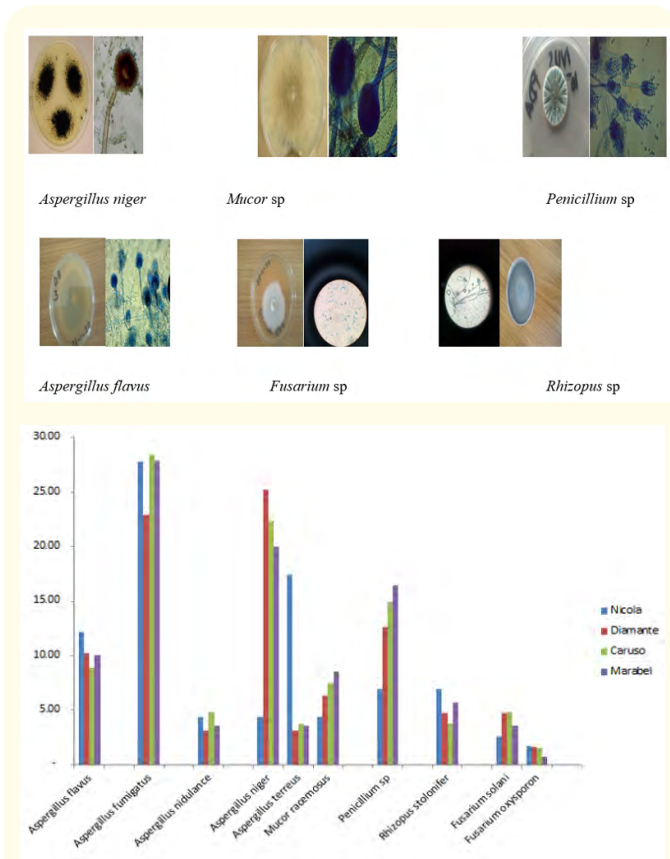 Aspergillus niger
Mucor sp
Penicillium sp
Aspergillus flavus
Fusarium sp
Rhizopus sp
30.00
25.00
20.00
15.00
10.00
5.00
-
Nicola
Diamante
Caruso
Marabel
Aspergillus flavus
Aspergillus fumigatus
Aspergillus nidulance
Aspergillus niger
Aspergillus terreus
Mucor racemosus
Penicillium sp
Rhizopus stolonifer
Fusarium solani
Fusarium oxysporon